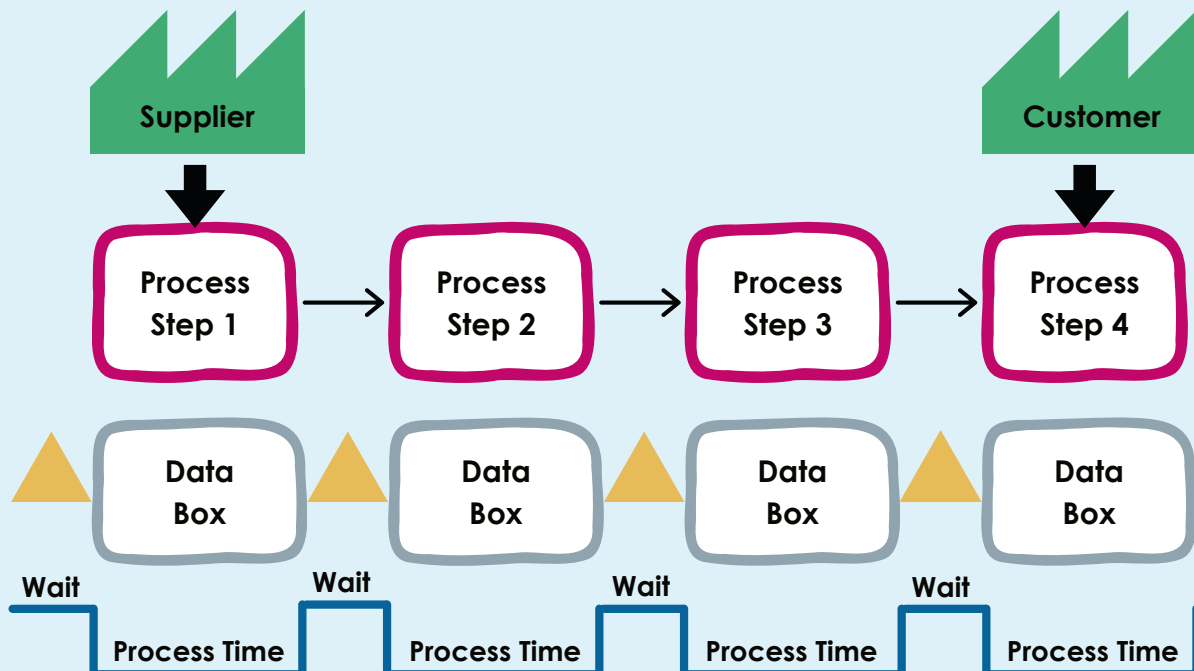 Supplier
Customer
Process
Step 1
Process
Step 2
Process
Step 3
Process
Step 4
Data
Box
Data
Box
Data
Box
Data
Box
Wait
Wait
Wait
Wait
Process Time
Process Time
Process Time
Process Time